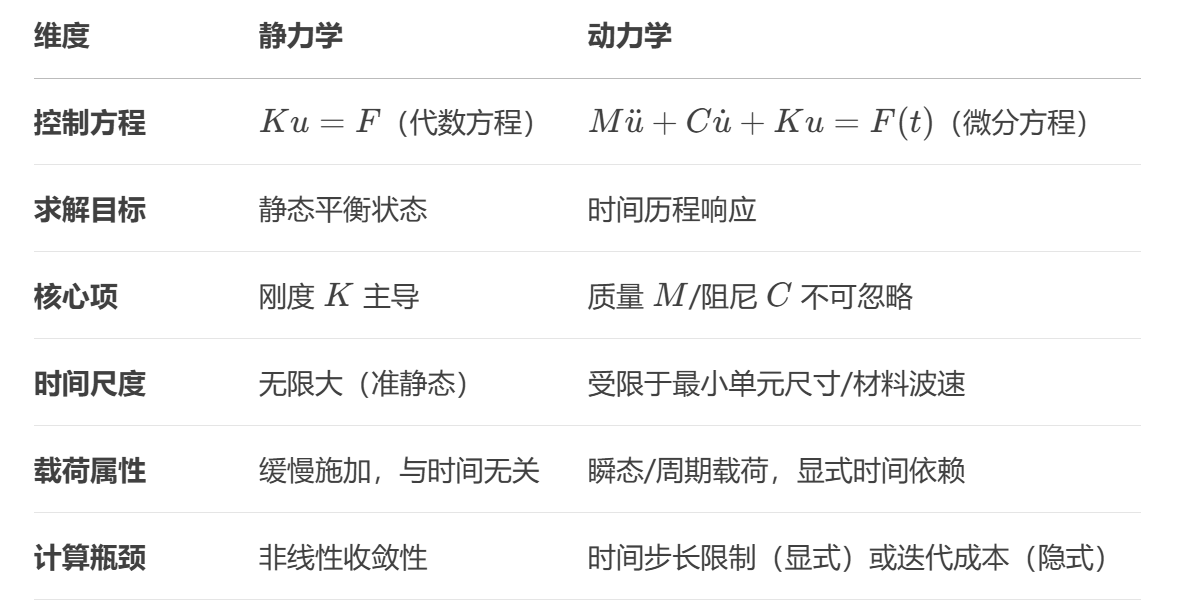 维度 静力学 动力学
控制方程 Ku = F（代数方程） Mü + Cu̇ + Ku = F(t)（微分方程）
求解目标 静态平衡状态 时间历程响应
核心项 刚度 K 主导 质量 M/阻尼 C 不可忽略
时间尺度 无限大（准静态） 受限于最小单元尺寸/材料波速
载荷属性 缓慢施加，与时间无关 瞬态/周期载荷，显式时间依赖
计算瓶颈 非线性收敛性 时间步长限制（显式）或迭代成本（隐式）